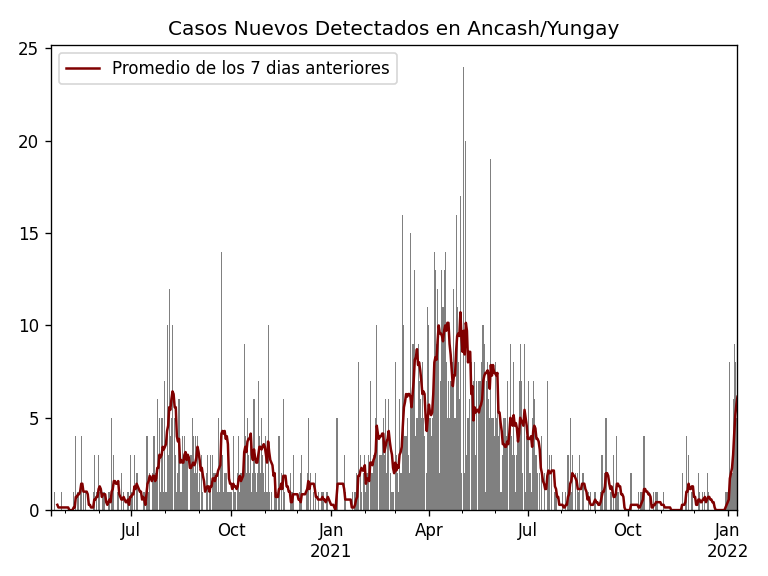 Casos Nuevos Detectados en Ancash/Yungay
Promedio de los 7 dias anteriores
25
20
15
10
5
0
Jul Oct Jan Apr Jul Oct Jan
2021 2022